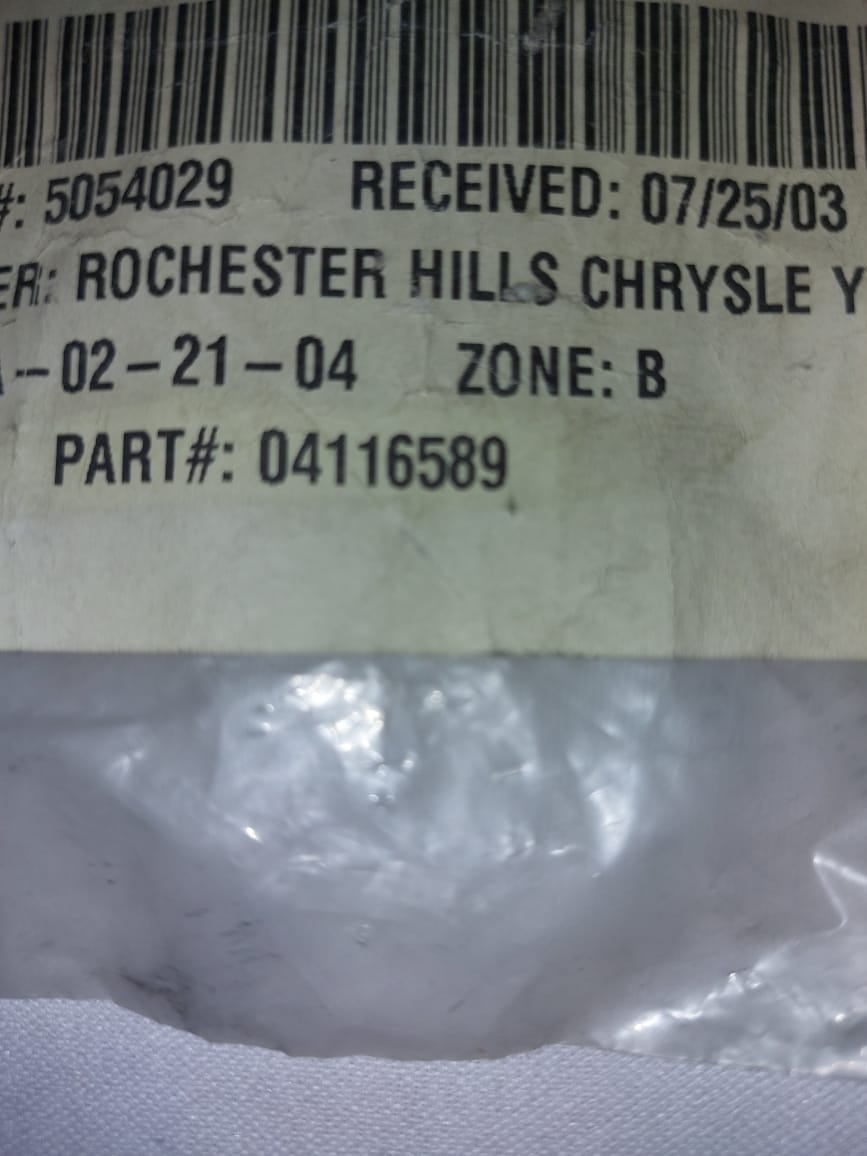 #: 5054029 RECEIVED: 07/25/03
ER: ROCHESTER HILLS CHRYSLE Y
-02-21-04 ZONE: B
PART#: 04116589